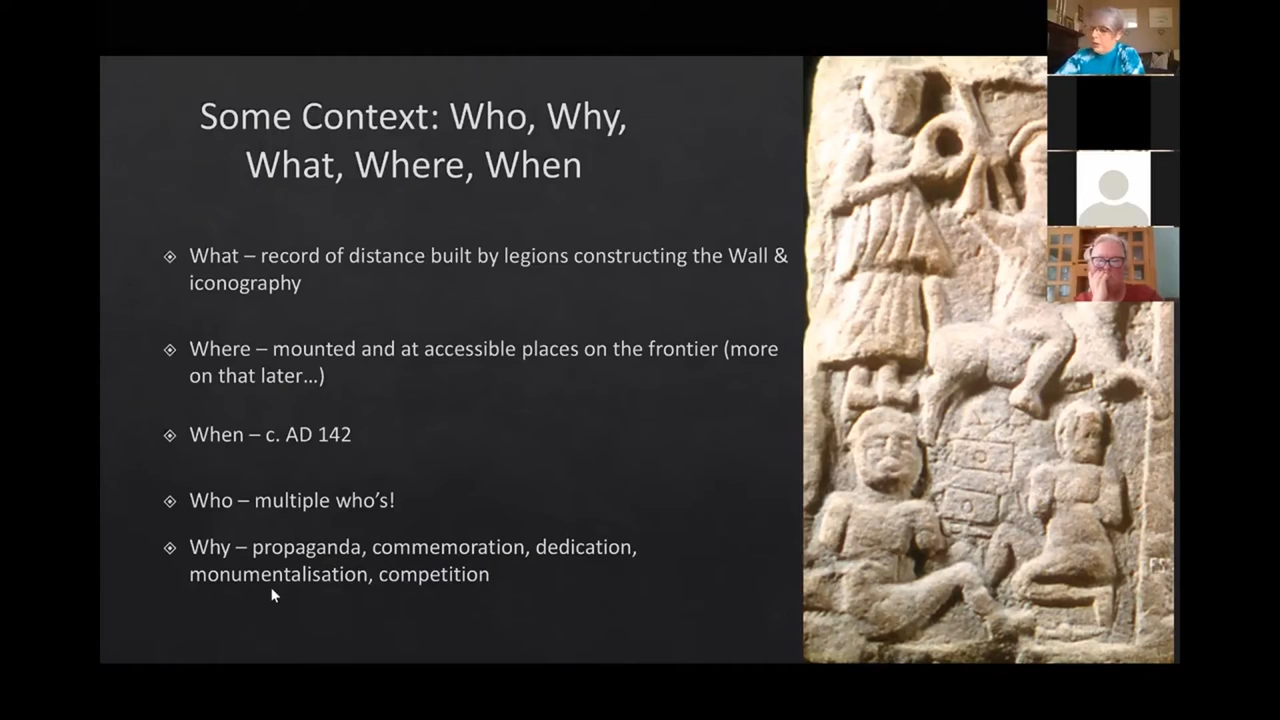 Some Context: Who, Why,
What, Where, When
What – record of distance built by legions constructing the Wall &
iconography
Where – mounted and at accessible places on the frontier (more
on that later…)
When – c. AD 142
Who – multiple who's!
Why – propaganda, commemoration, dedication,
monumentalisation, competition